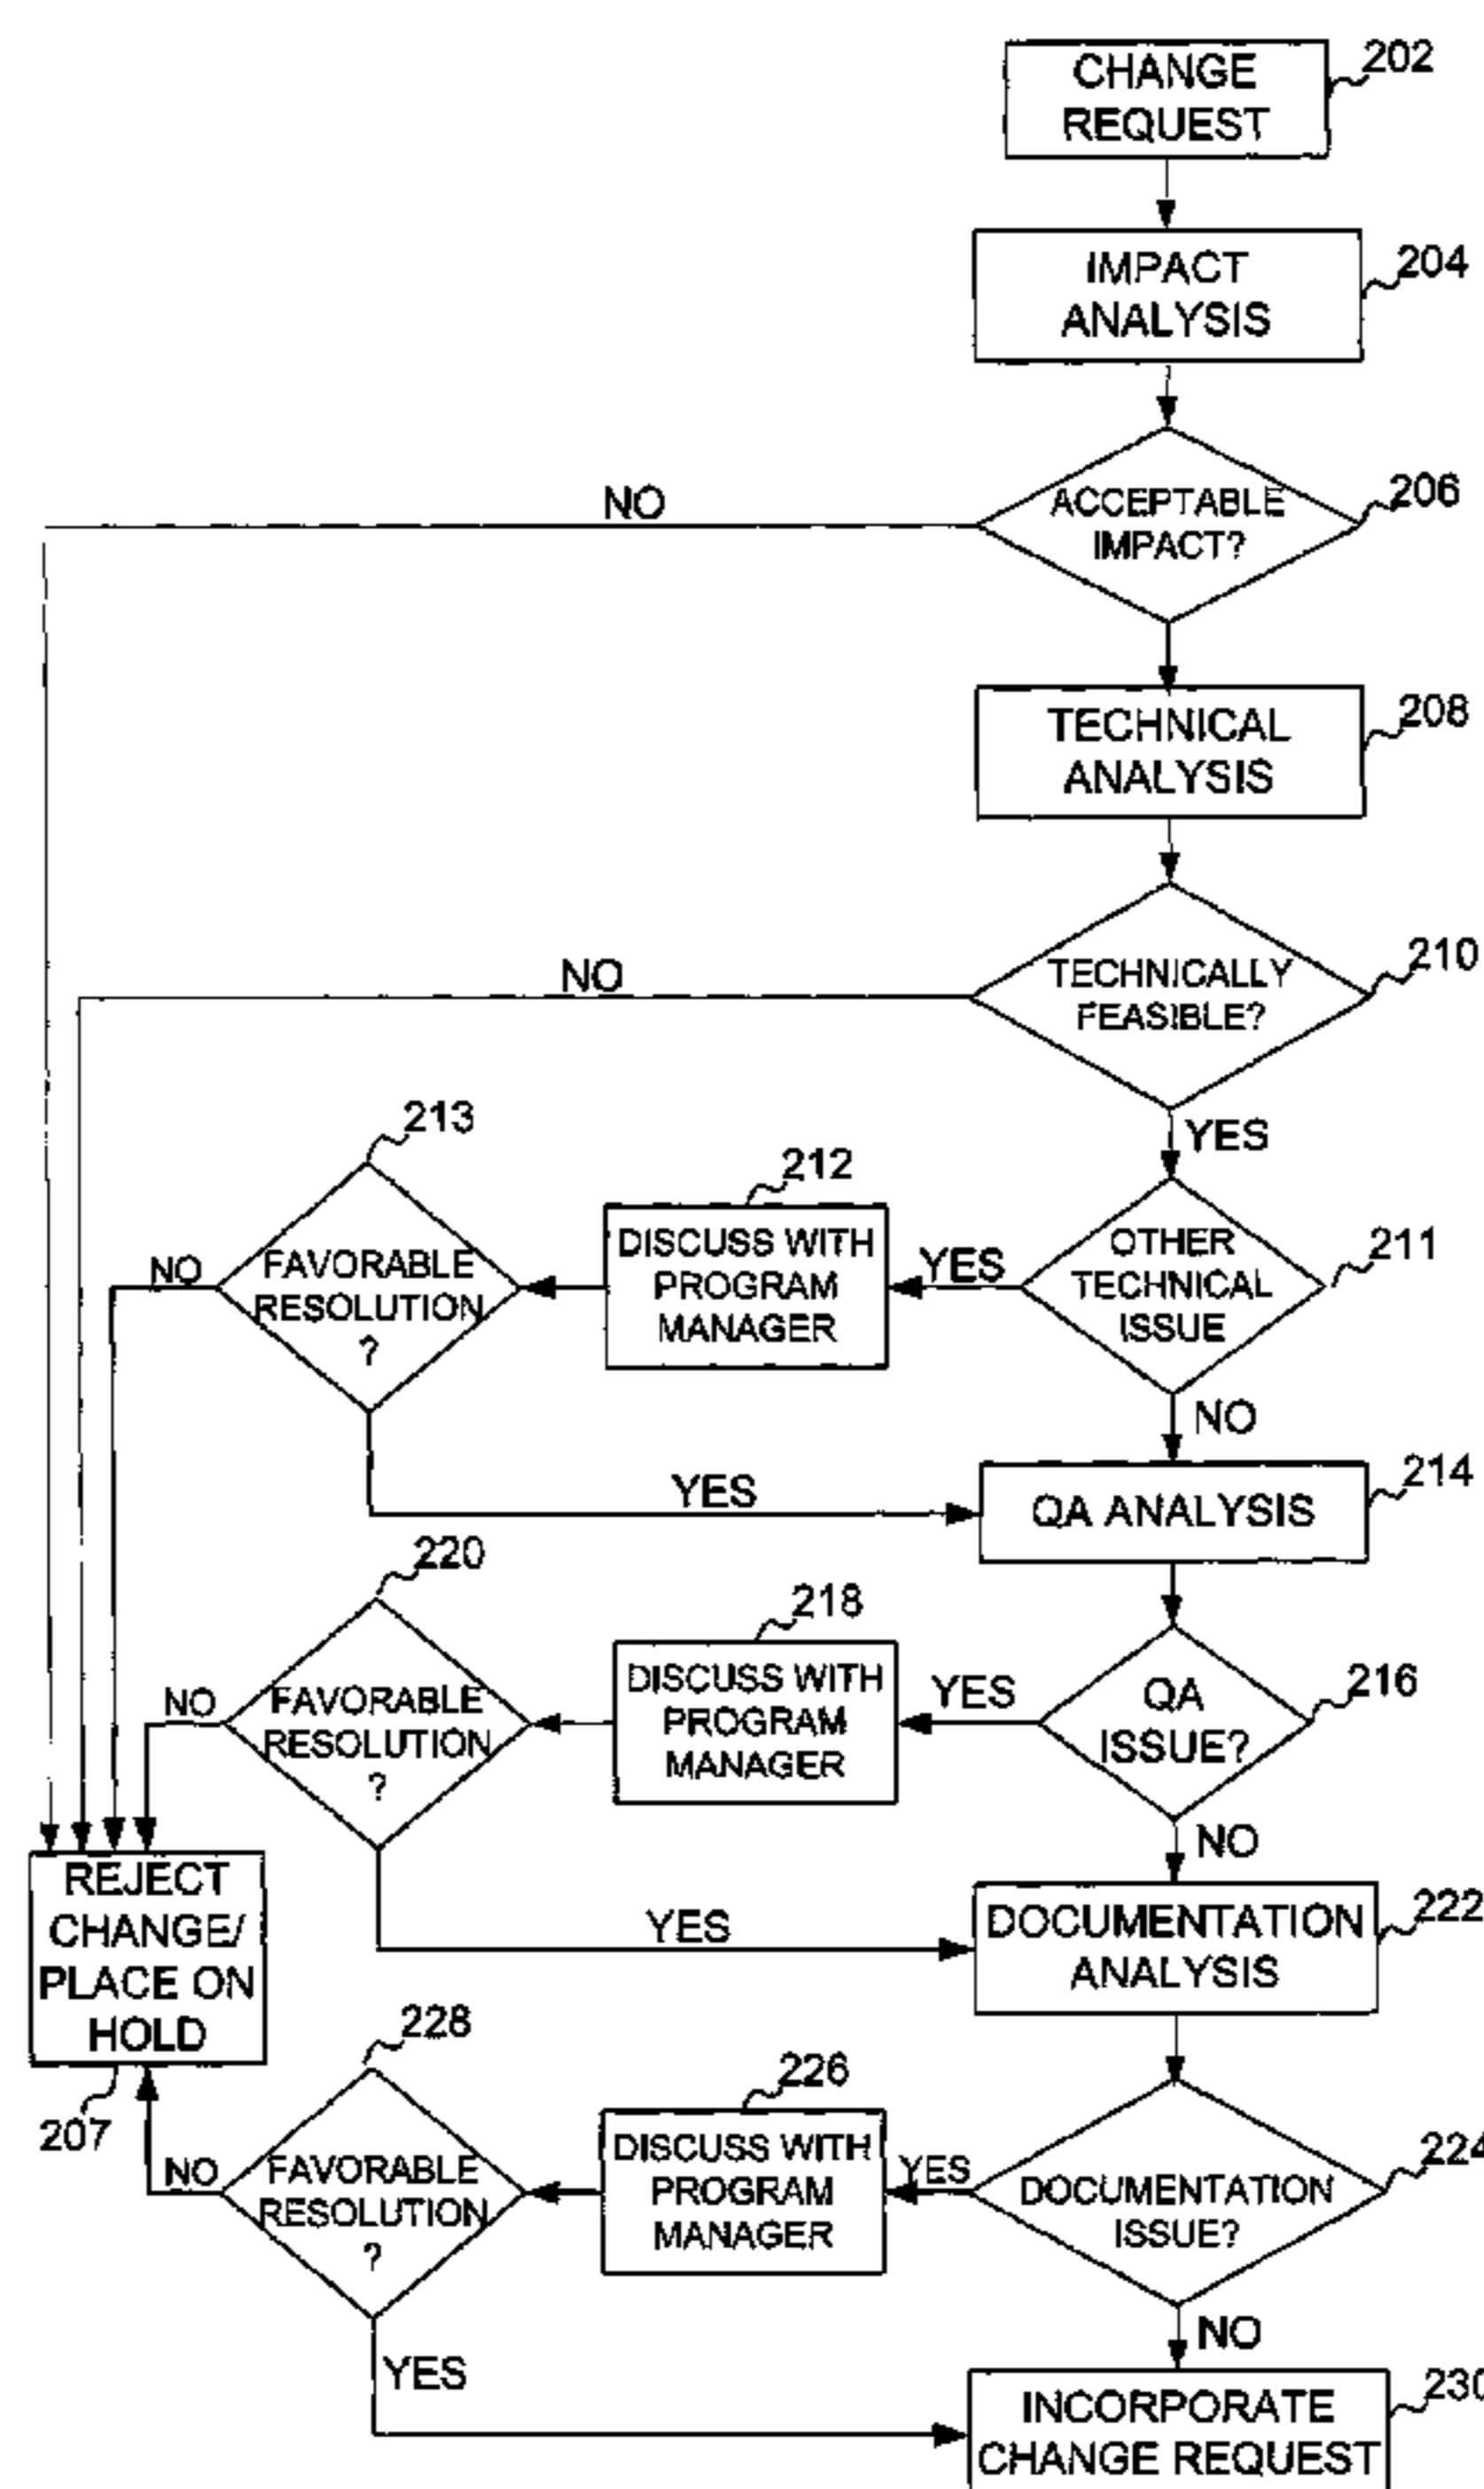 CHANGE
REQUEST
202
IMPACT
ANALYSIS
204
ACCEPTABLE
IMPACT?
206
NO
TECHNICAL
ANALYSIS
208
TECHNICALLY
FEASIBLE?
210
NO
YES
213
FAVORABLE
RESOLUTION
?
NO
212
DISCUSS WITH
PROGRAM
MANAGER
YES
OTHER
TECHNICAL
ISSUE
211
NO
YES
QA ANALYSIS
214
220
FAVORABLE
RESOLUTION
?
NO
218
DISCUSS WITH
PROGRAM
MANAGER
YES
QA
ISSUE?
216
NO
REJECT
CHANGE/
PLACE ON
HOLD
207
YES
DOCUMENTATION
ANALYSIS
222
228
FAVORABLE
RESOLUTION
?
NO
226
DISCUSS WITH
PROGRAM
MANAGER
YES
DOCUMENTATION
ISSUE?
224
NO
YES
INCORPORATE
CHANGE REQUEST
230